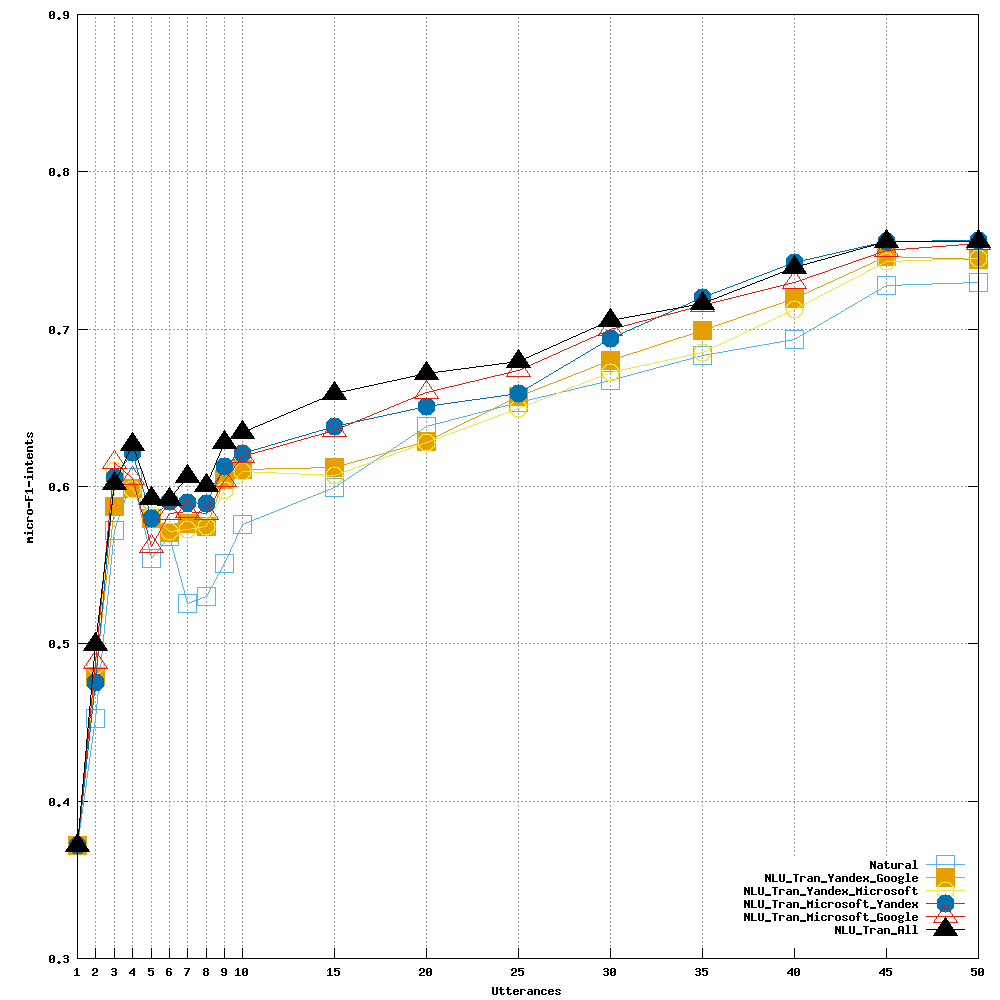 0.9
0.8
0.7
0.6
0.5
0.4
0.3
micro-F1-intents
Natural
NLU_Tran_Yandex_Google
NLU_Tran_Yandex_Microsoft
NLU_Tran_Microsoft_Yandex
NLU_Tran_Microsoft_Google
NLU_Tran_All
1 2 3 4 5 6 7 8 9 10 15 20 25 30 35 40 45 50
Utterances